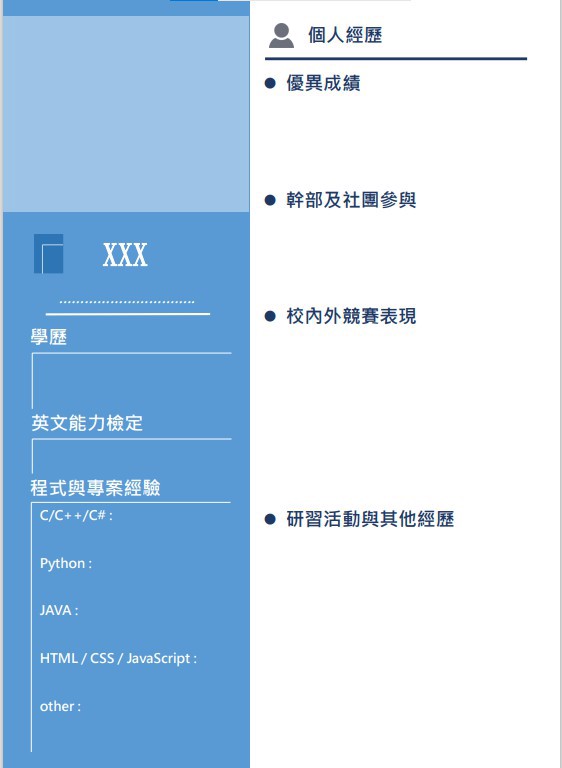 XXX
學歷
英文能力檢定
程式與專案經驗
C/C++/C# :
Python :
JAVA :
HTML / CSS / JavaScript :
other :
個人經歷
● 優異成績
● 幹部及社團參與
● 校內外競賽表現
● 研習活動與其他經歷